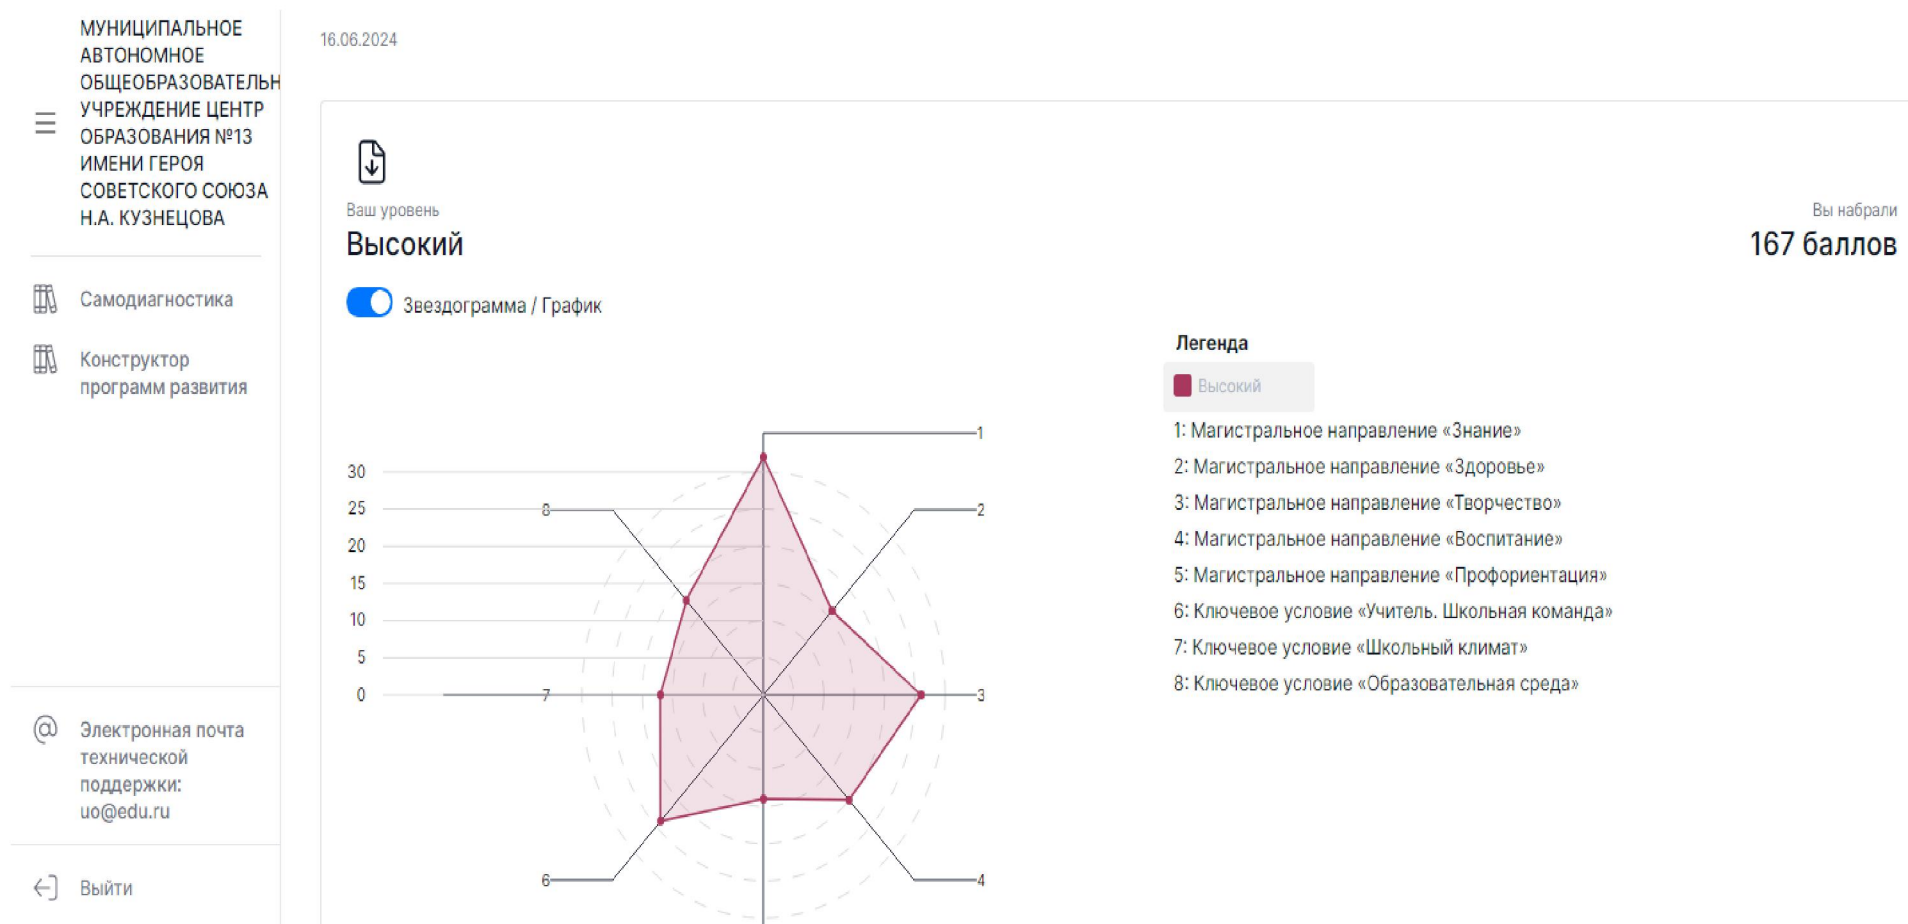 МУНИЦИПАЛЬНОЕ
АВТОНОМНОЕ
ОБЩЕОБРАЗОВАТЕЛЬН
УЧРЕЖДЕНИЕ ЦЕНТР
ОБРАЗОВАНИЯ №13
ИМЕНИ ГЕРОЯ
СОВЕТСКОГО СОЮЗА
Н.А. КУЗНЕЦОВА
Самодиагностика
Конструктор
программ развития
@
Электронная почта
технической
поддержки:
uo@edu.ru
Выйти
16.06.2024
Ваш уровень
Высокий
Вы набрали
167 баллов
Звездограмма / График
30
25
20
15
10
5
0
1
2
3
4
6
7
8
Легенда
Высокий
1: Магистральное направление «Знание»
2: Магистральное направление «Здоровье»
3: Магистральное направление «Творчество»
4: Магистральное направление «Воспитание»
5: Магистральное направление «Профориентация»
6: Ключевое условие «Учитель. Школьная команда»
7: Ключевое условие «Школьный климат»
8: Ключевое условие «Образовательная среда»